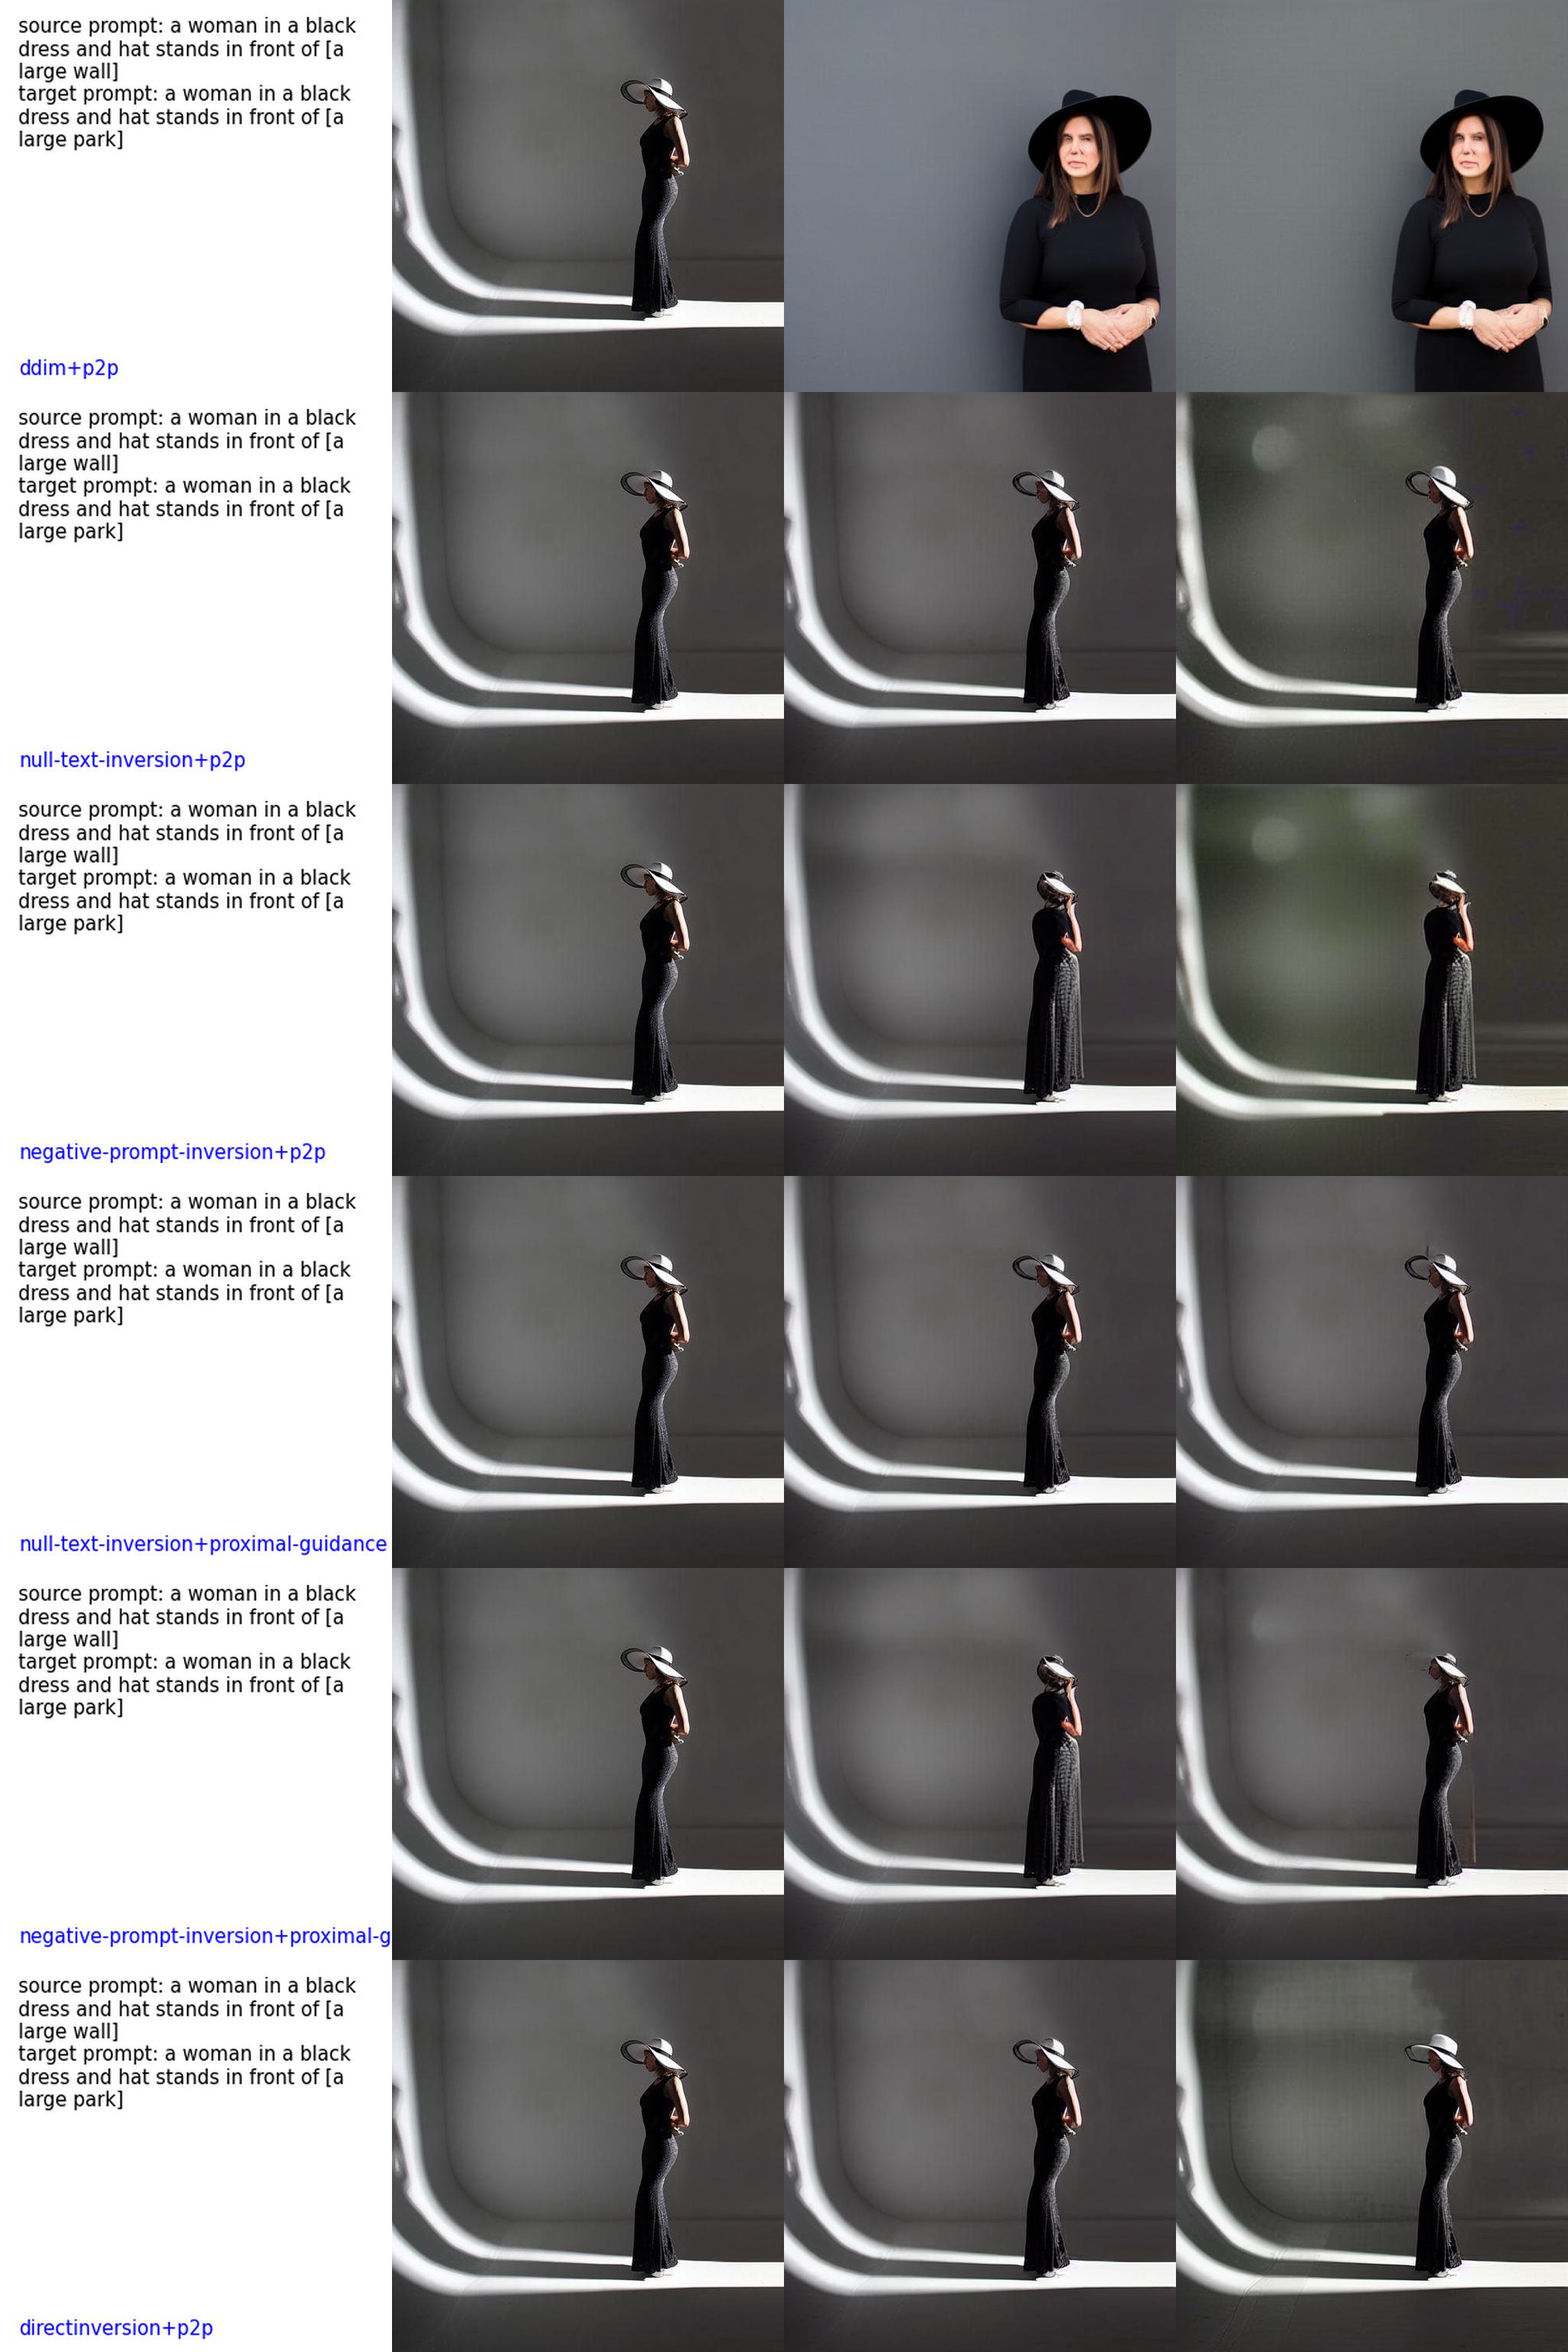 source prompt: a woman in a black
dress and hat stands in front of [a
large wall]
target prompt: a woman in a black
dress and hat stands in front of [a
large park]
ddim+p2p
source prompt: a woman in a black
dress and hat stands in front of [a
large wall]
target prompt: a woman in a black
dress and hat stands in front of [a
large park]
null-text-inversion+p2p
source prompt: a woman in a black
dress and hat stands in front of [a
large wall]
target prompt: a woman in a black
dress and hat stands in front of [a
large park]
negative-prompt-inversion+p2p
source prompt: a woman in a black
dress and hat stands in front of [a
large wall]
target prompt: a woman in a black
dress and hat stands in front of [a
large park]
null-text-inversion+proximal-guidance
source prompt: a woman in a black
dress and hat stands in front of [a
large wall]
target prompt: a woman in a black
dress and hat stands in front of [a
large park]
negative-prompt-inversion+proximal-g
source prompt: a woman in a black
dress and hat stands in front of [a
large wall]
target prompt: a woman in a black
dress and hat stands in front of [a
large park]
directinversion+p2p